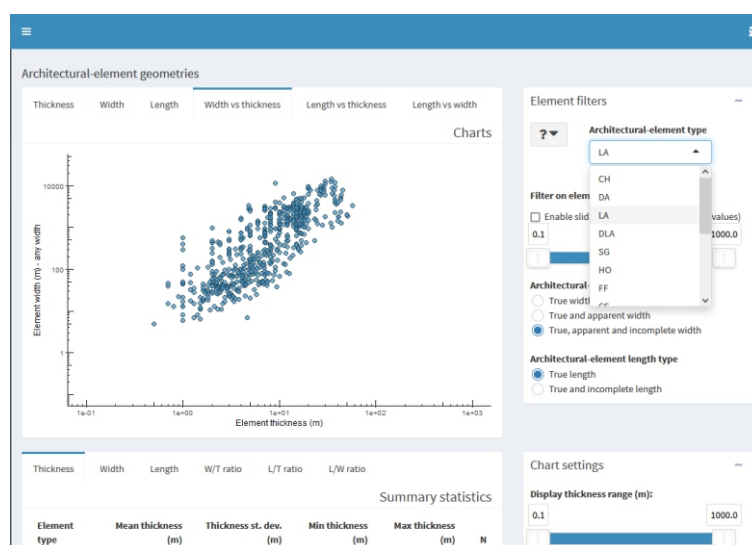 Architectural-element geometries
Thickness Width Length Width vs thickness Length vs thickness Length vs width
Charts
10000
100
1
Element width (m) - any width
1e-01 1e+00 1e+01 1e+02 1e+03
Element thickness (m)
Element filters
?
Architectural-element type
LA
CH
DA
LA
DLA
SG
HO
FF
CS
Filter on elem
Enable slid values)
0.1 1000.0
Architectural-
True widt
True and apparent width
True, apparent and incomplete width
Architectural-element length type
True length
True and incomplete length
Thickness Width Length W/T ratio L/T ratio L/W ratio
Summary statistics
Element type Mean thickness (m) Thickness st. dev. (m) Min thickness (m) Max thickness (m) N
Chart settings
Display thickness range (m):
0.1 1000.0